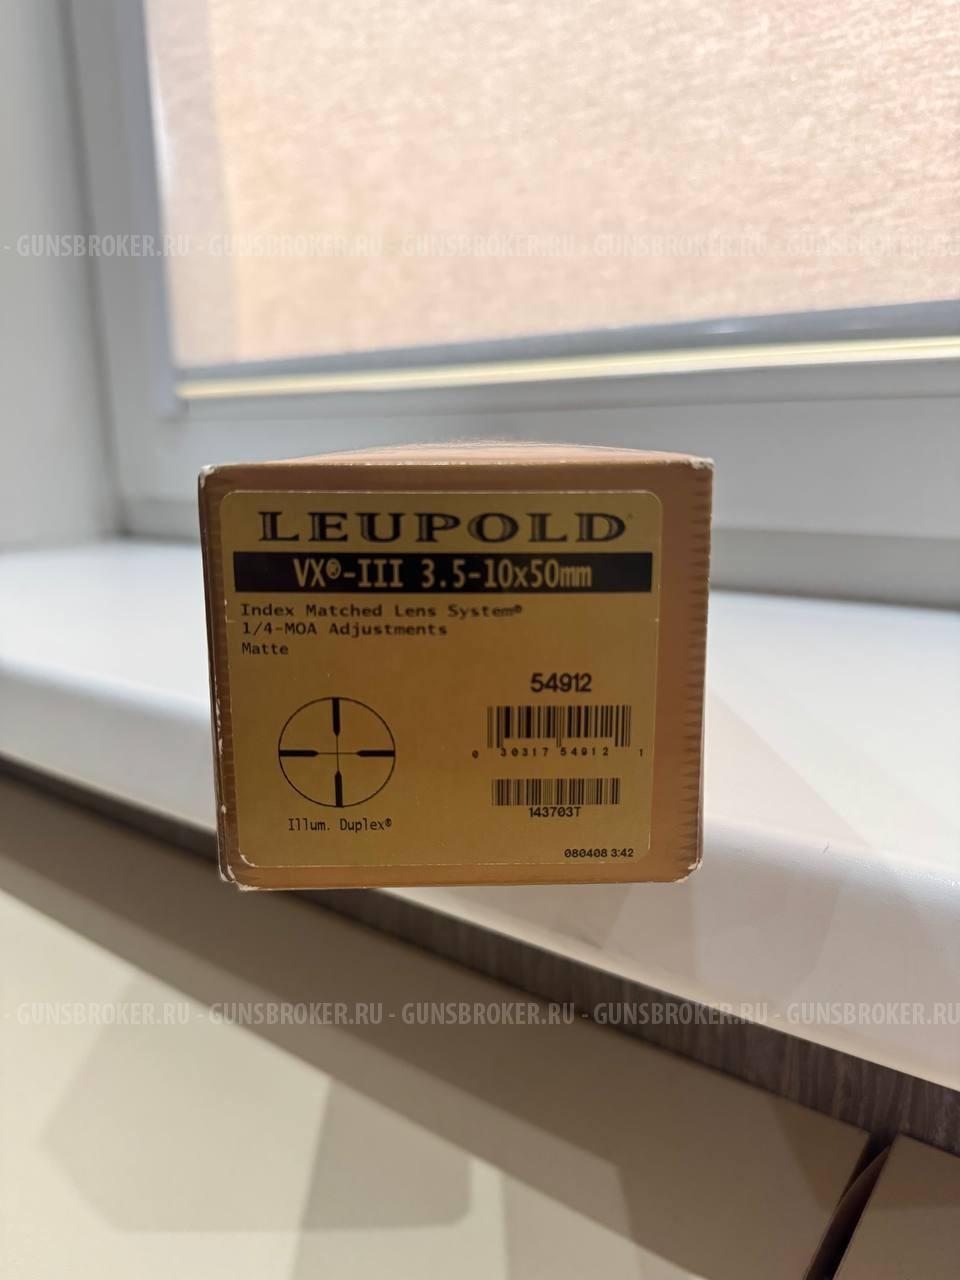 - GUNSBROKER.RU - GUNSBROKER.RU - GUNSBROKER.RU - GUNSBROKER.RU - GUNSBROKER.RU
LEUPOLD
VX®-III 3.5-10x50mm
Index Matched Lens System®
1/4-MOA Adjustments
Matte
54912
0 30317 54912 1
143703T
Illum. Duplex®
080408 3:42
- GUNSBROKER.RU - GUNSBROKER.RU - GUNSBROKER.RU - GUNSBROKER.RU - GUNSBROKER.RU